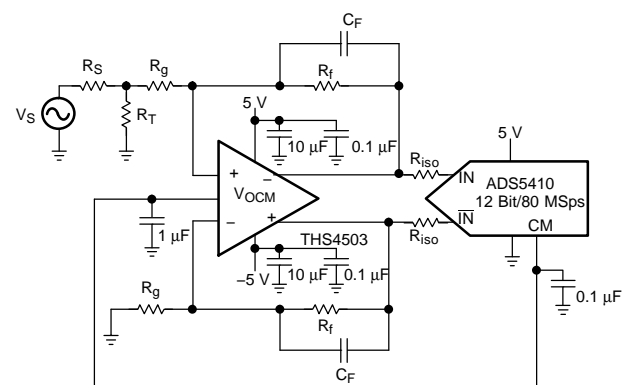 C_F
R_S
R_g
R_f
V_S
R_T
5 V
10 µF
0.1 µF
5 V
R_iso
+
−
IN
ADS5410
V_OCM
12 Bit/80 MSps
IN
−
+
CM
1 µF
THS4503
R_iso
−5 V
10 µF
0.1 µF
0.1 µF
R_g
R_f
C_F